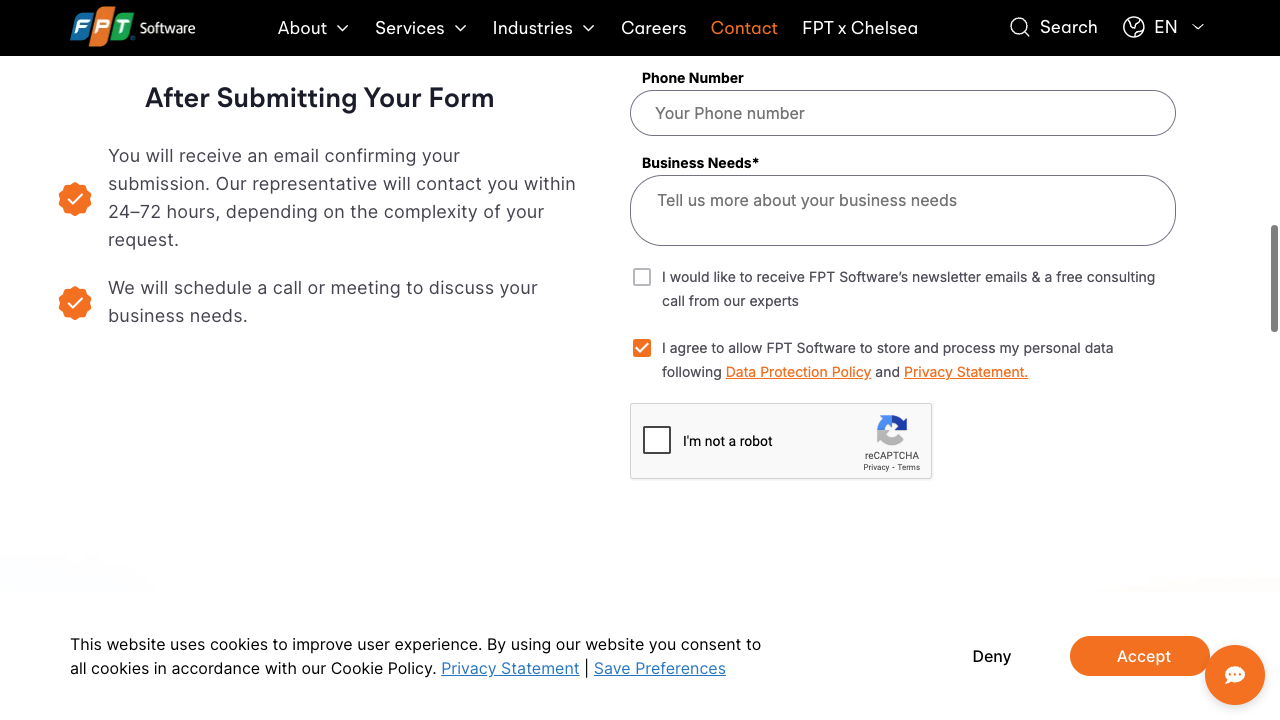 FPT Software
About
Services
Industries
Careers
Contact
FPT x Chelsea
Search
EN
After Submitting Your Form
You will receive an email confirming your
submission. Our representative will contact you within
24–72 hours, depending on the complexity of your
request.
We will schedule a call or meeting to discuss your
business needs.
Phone Number
Your Phone number
Business Needs*
Tell us more about your business needs
I would like to receive FPT Software’s newsletter emails & a free consulting
call from our experts
I agree to allow FPT Software to store and process my personal data
following Data Protection Policy and Privacy Statement.
I'm not a robot
reCAPTCHA
Privacy - Terms
This website uses cookies to improve user experience. By using our website you consent to
all cookies in accordance with our Cookie Policy. Privacy Statement | Save Preferences
Deny
Accept